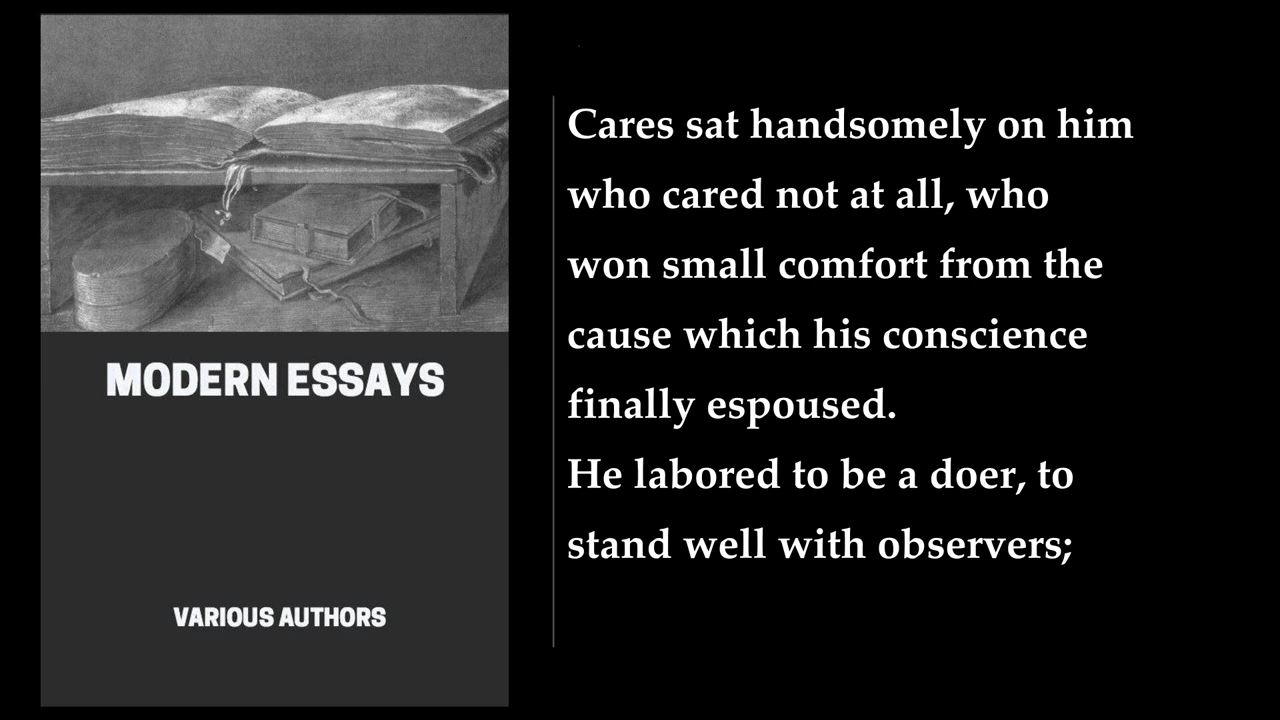 MODERN ESSAYS
VARIOUS AUTHORS
Cares sat handsomely on him
who cared not at all, who
won small comfort from the
cause which his conscience
finally espoused.
He labored to be a doer, to
stand well with observers;